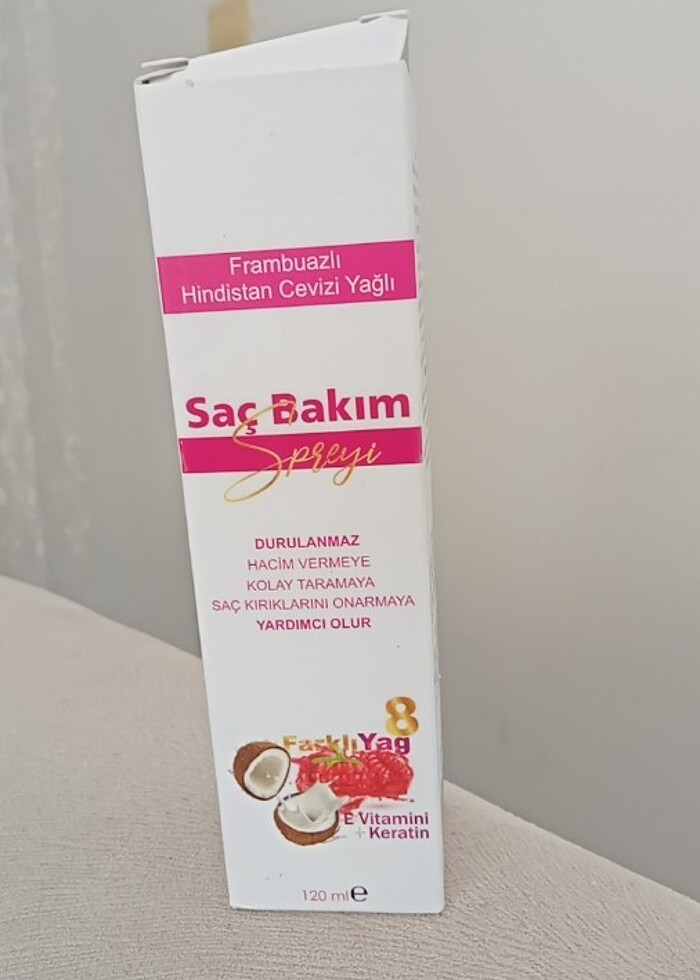 Frambuazlı
Hindistan Cevizi Yağlı
Saç Bakım
Spreyi
DURULANMAZ
HACİM VERMEYE
KOLAY TARAMAYA
SAÇ KIRIKLARINI ONARMAYA
YARDIMCI OLUR
8
Farklı Yag
E Vitamini
+ Keratin
120 ml e